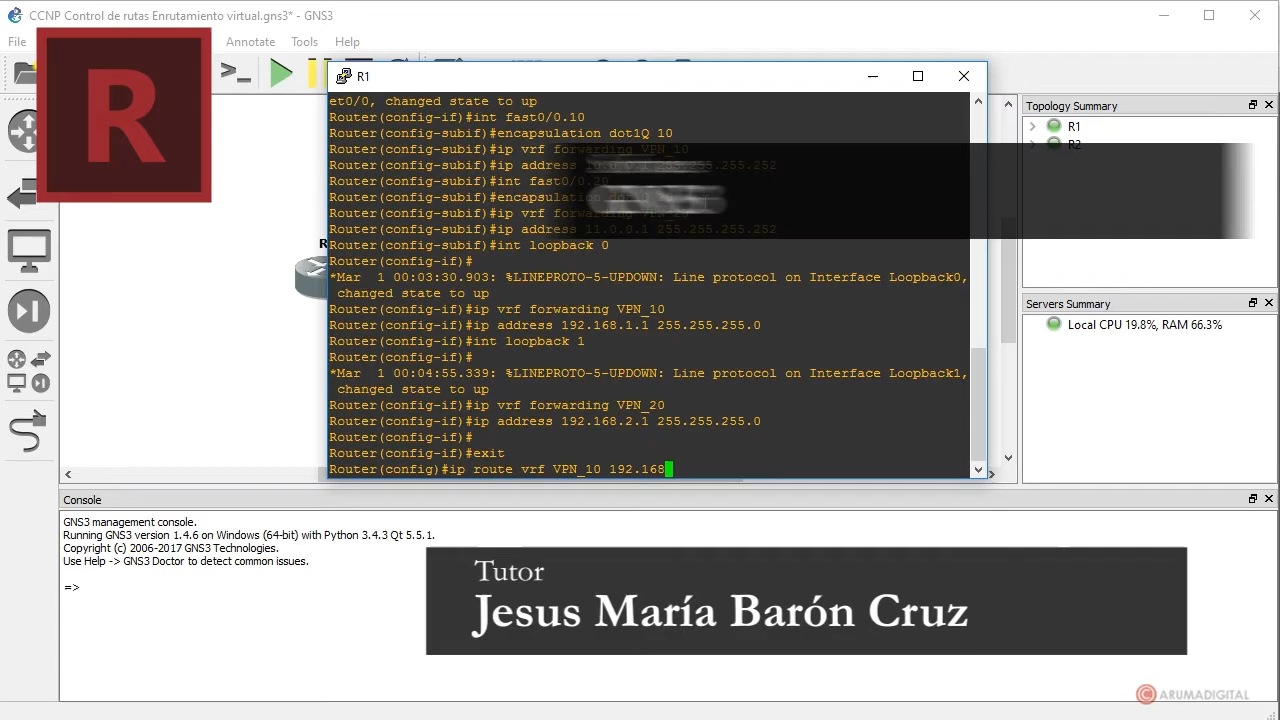 CCNP Control de rutas Enrutamiento virtual.gns3* - GNS3
File
Annotate Tools Help
R
R1
et0/0, changed state to up
Router(config-if)#int fast0/0.10
Router(config-subif)#encapsulation dot1Q 10
Router(config-subif)#ip vrf forwarding VPN_10
Router(config-subif)#ip address 255.255.255.252
Router(config-subif)#int fast0/0.20
Router(config-subif)#encapsulation
Router(config-subif)#ip vrf forwarding VPN_20
Router(config-subif)#ip address 11.0.0.1 255.255.255.252
Router(config-subif)#int loopback 0
Router(config-if)#
*Mar  1 00:03:30.903: %LINEPROTO-5-UPDOWN: Line protocol on Interface Loopback0,
changed state to up
Router(config-if)#ip vrf forwarding VPN_10
Router(config-if)#ip address 192.168.1.1 255.255.255.0
Router(config-if)#int loopback 1
Router(config-if)#
*Mar  1 00:04:55.339: %LINEPROTO-5-UPDOWN: Line protocol on Interface Loopback1,
changed state to up
Router(config-if)#ip vrf forwarding VPN_20
Router(config-if)#ip address 192.168.2.1 255.255.255.0
Router(config-if)#
Router(config-if)#exit
Router(config)#ip route vrf VPN_10 192.168
R
Topology Summary
R1
R2
Servers Summary
Local CPU 19.8%, RAM 66.3%
Console
GNS3 management console.
Running GNS3 version 1.4.6 on Windows (64-bit) with Python 3.4.3 Qt 5.5.1.
Copyright (c) 2006-2017 GNS3 Technologies.
Use Help -> GNS3 Doctor to detect common issues.
=>
Tutor
Jesus María Barón Cruz
C ARUMADIGITAL